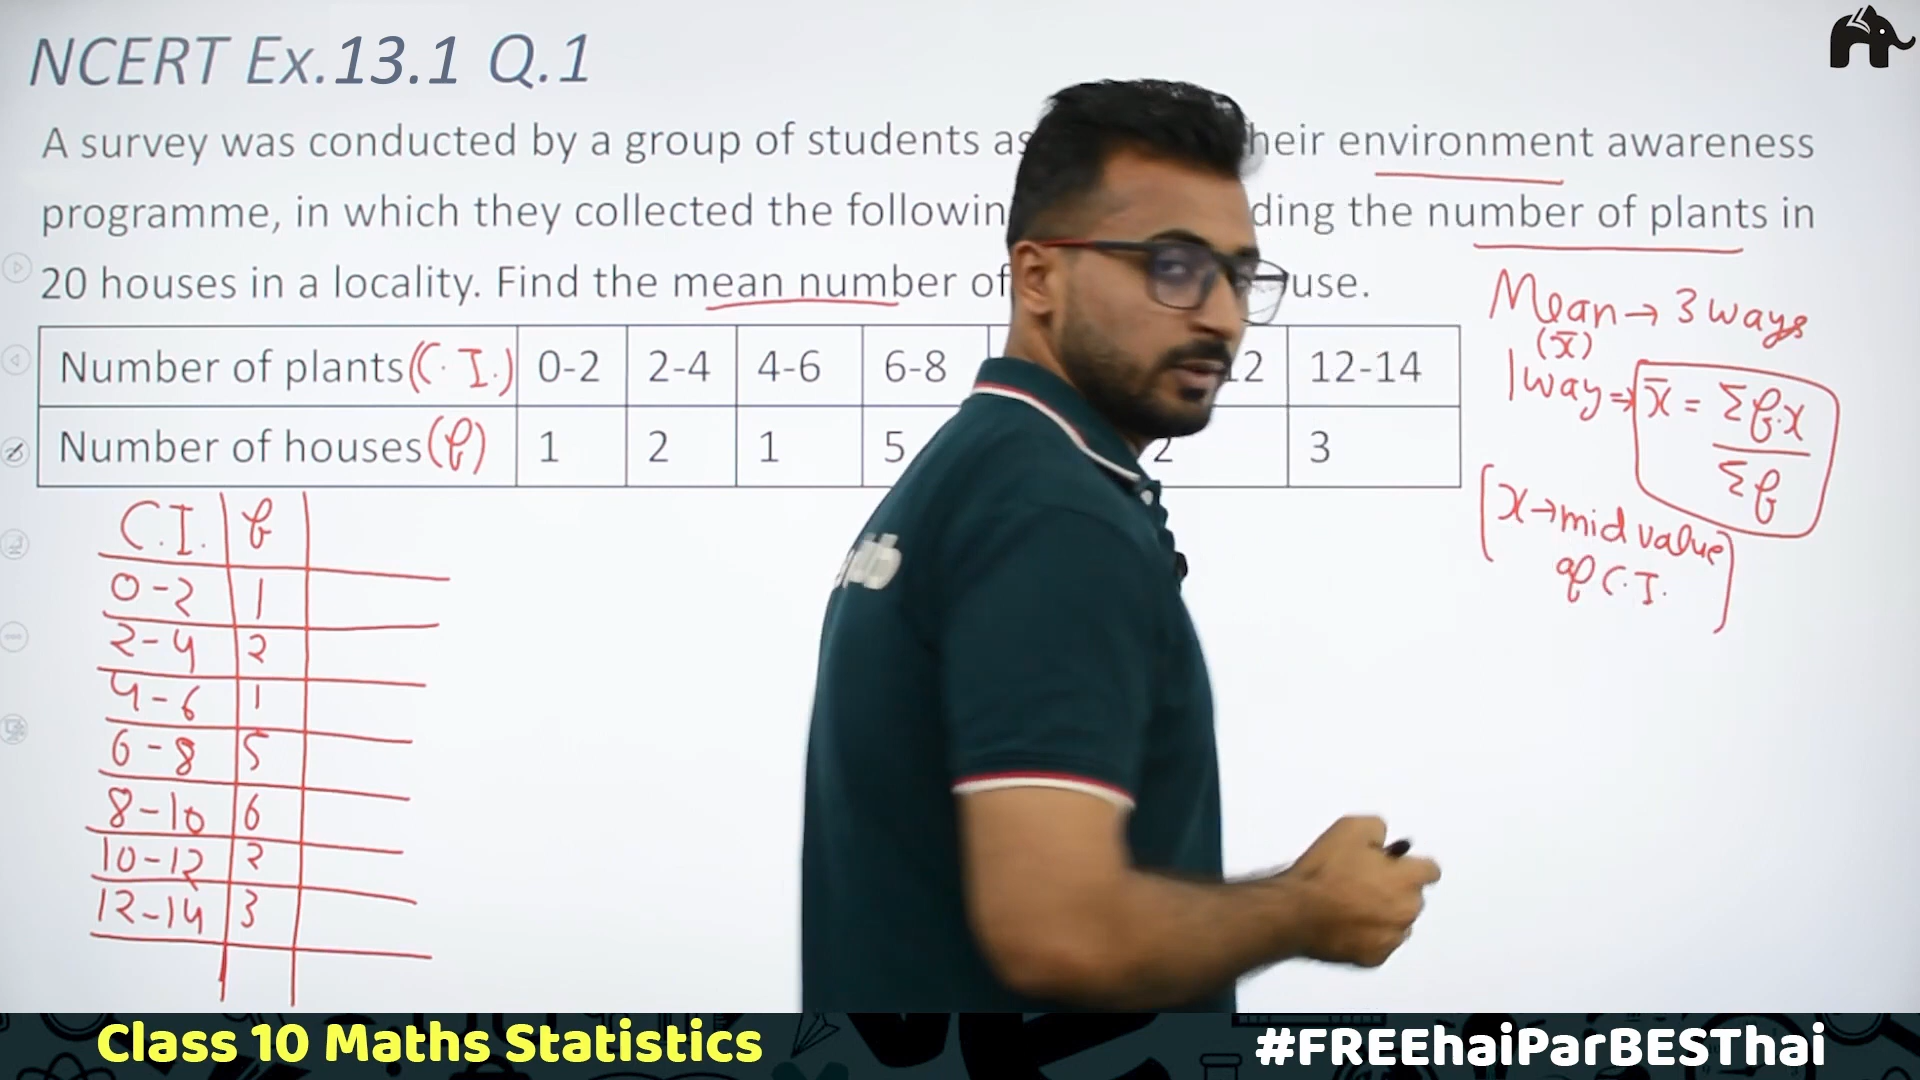 NCERT Ex.13.1 Q.1
A survey was conducted by a group of students as heir environment awareness
programme, in which they collected the followin ding the number of plants in
20 houses in a locality. Find the mean number of use.
Number of plants (C.I.) 0-2 2-4 4-6 6-8 12 12-14
Number of houses (f) 1 2 1 5 2 3
Mean → 3 ways
(x̄)
1 way ⇒ x̄ = Σf·x
Σf
[x → mid value
of C.I.]
C.I. f
0-2 1
2-4 2
4-6 1
6-8 5
8-10 6
10-12 2
12-14 3
Class 10 Maths Statistics
#FREEhaiParBESThai